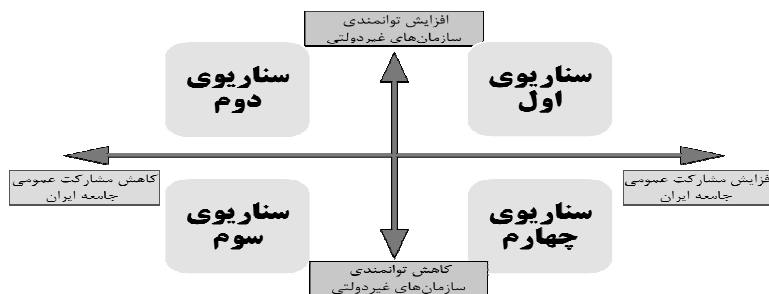 افزایش توانمندی
سازمان‌های غیردولتی
سناریوی
اول
سناریوی
دوم
افزایش مشارکت عمومی
جامعه ایران
کاهش مشارکت عمومی
جامعه ایران
سناریوی
چهارم
سناریوی
سوم
کاهش توانمندی
سازمان‌های غیردولتی